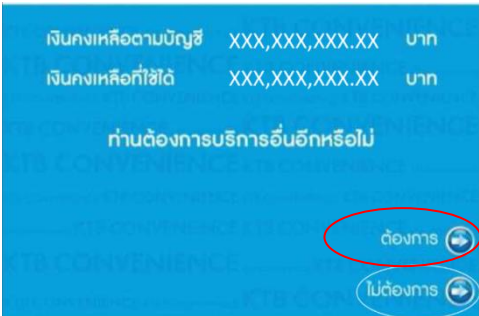 เงินคงเหลือตามบัญชี XXX,XXX,XXX.XX บาท
เงินคงเหลือที่ใช้ได้ XXX,XXX,XXX.XX บาท
ท่านต้องการบริการอื่นอีกหรือไม่
ต้องการ
ไม่ต้องการ
KTB CONVENIENCE